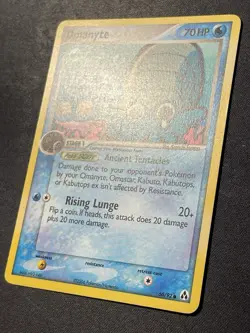 Omanyte
70 HP
STAGE 1
Ancient Tentacles
Damage done to your opponent's Pokémon
by your Omanyte, Omastar, Kabuto, Kabutops,
or Kabutops ex isn't affected by Resistance.
Rising Lunge 20+
Flip a coin. If heads, this attack does 20 damage
plus 20 more damage.
weakness
resistance
retreat cost